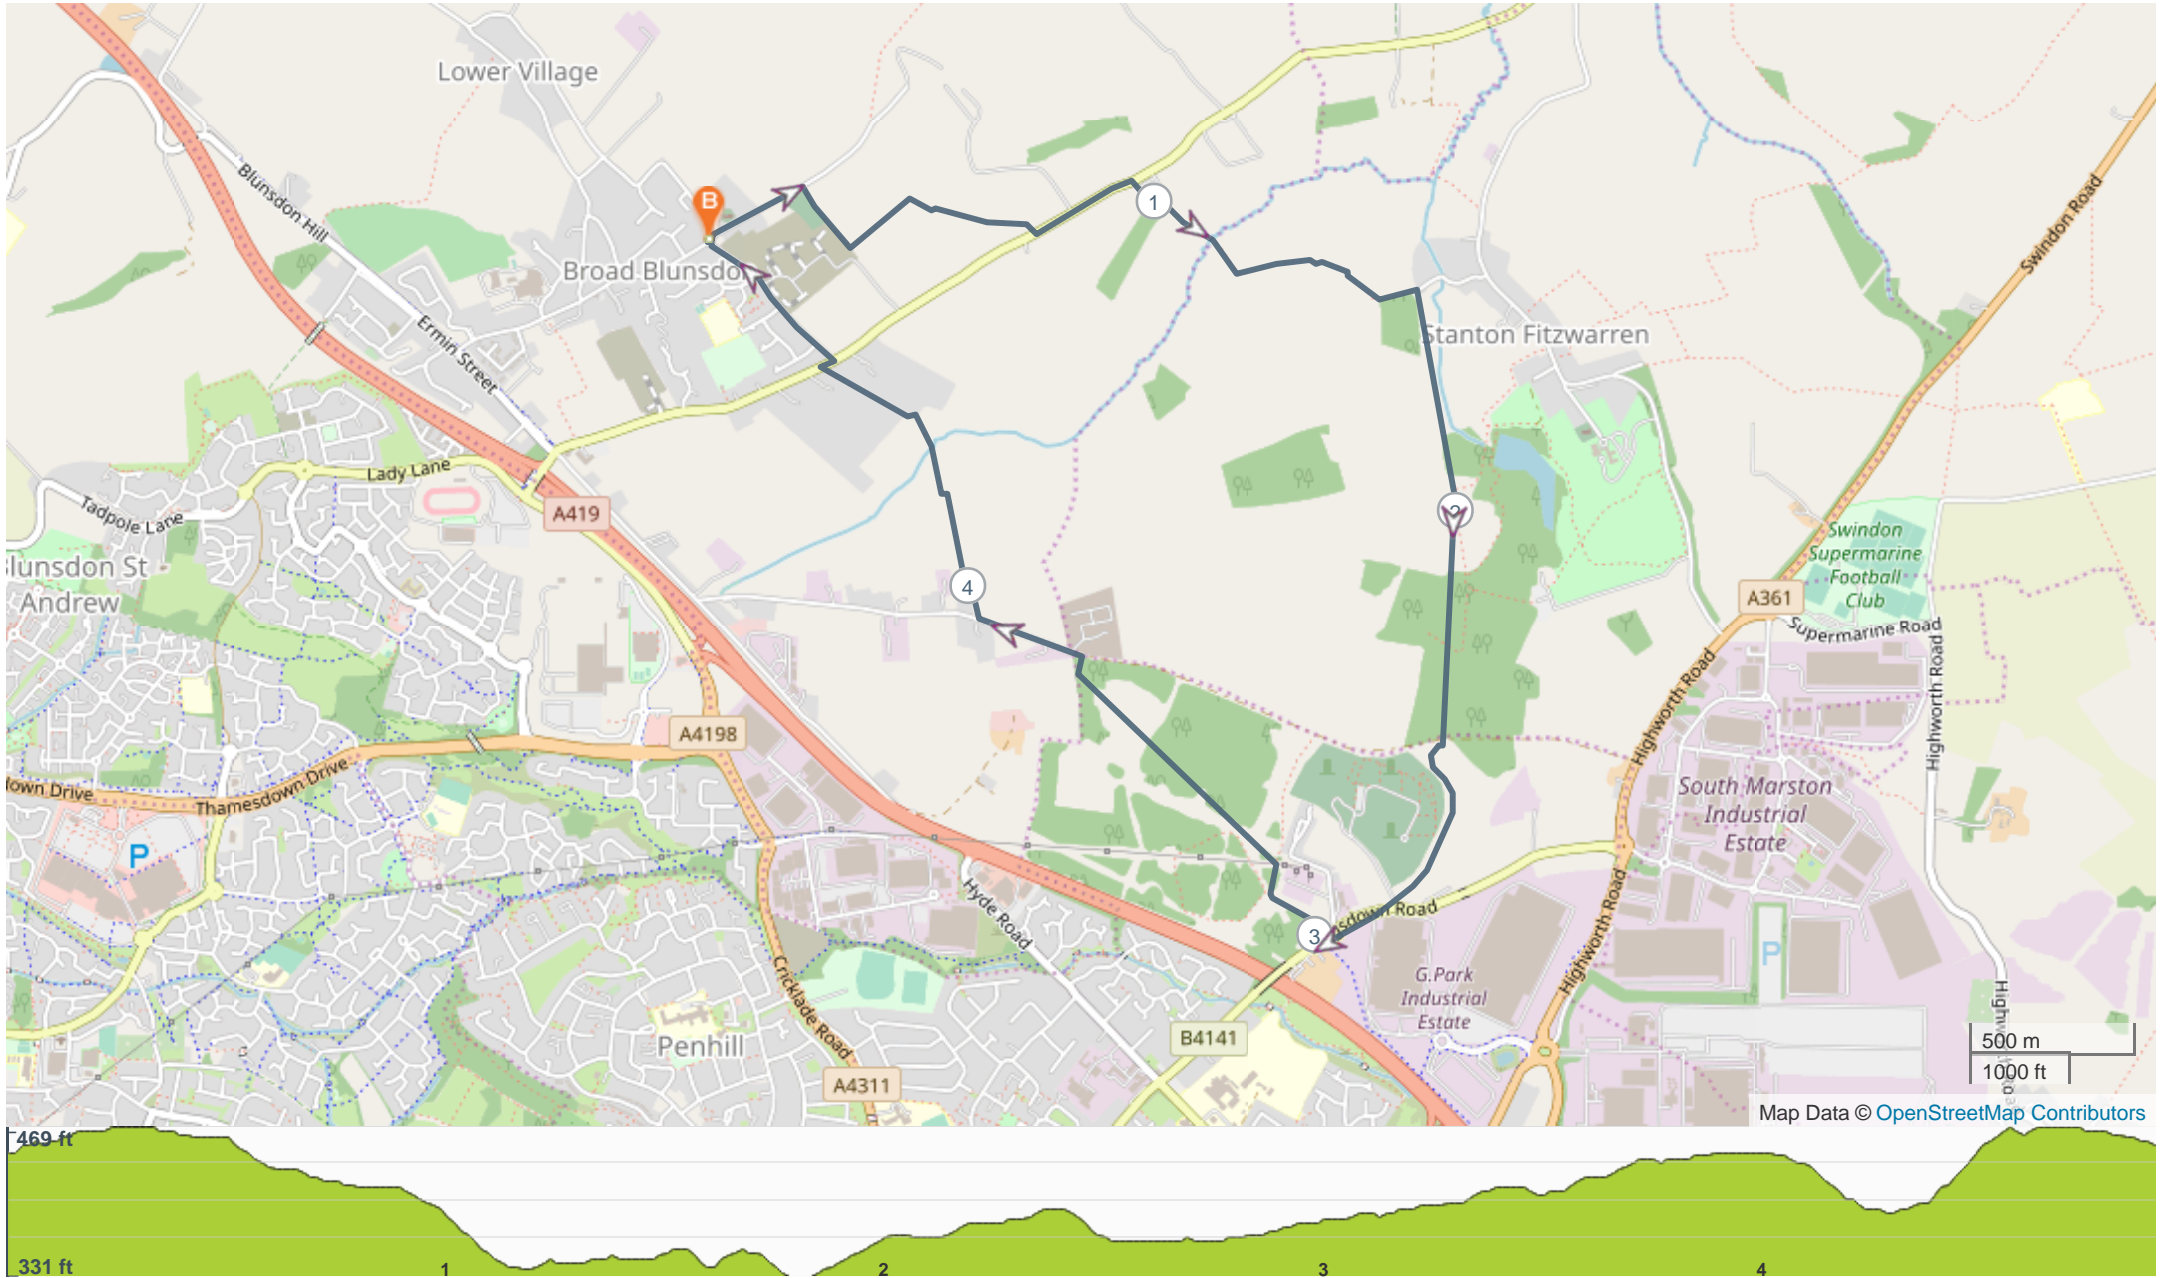 Lower Village
Blunsdon Hill
B
Broad Blunsdo
1
Stanton Fitzwarren
Swindon Road
Ermin Street
Lady Lane
Tadpole Lane
A419
2
Swindon
Supermarine
Football
Club
lunsdon St
Andrew
4
A361
Supermarine Road
Highworth Road
Highworth Road
A4198
Thamesdown Drive
down Drive
P
South Marston
Industrial
Estate
Hyde Road
Highworth Road
3
sdown Road
P
G.Park
Industrial
Estate
Cricklade Road
Penhill
B4141
A4311
500 m
1000 ft
Map Data © OpenStreetMap Contributors
469 ft
331 ft
1
2
3
4